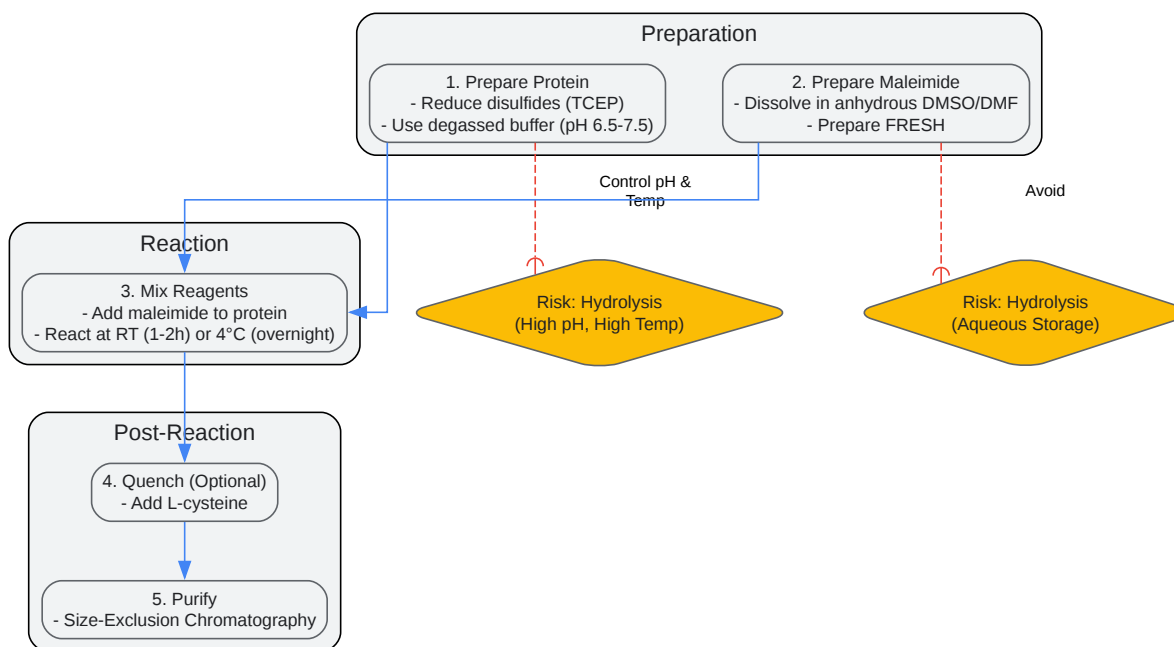 Preparation
1. Prepare Protein
- Reduce disulfides (TCEP)
- Use degassed buffer (pH 6.5-7.5)
2. Prepare Maleimide
- Dissolve in anhydrous DMSO/DMF
- Prepare FRESH
Control pH &
Temp
Avoid
Reaction
3. Mix Reagents
- Add maleimide to protein
- React at RT (1-2h) or 4°C (overnight)
Risk: Hydrolysis
(High pH, High Temp)
Risk: Hydrolysis
(Aqueous Storage)
Post-Reaction
4. Quench (Optional)
- Add L-cysteine
5. Purify
- Size-Exclusion Chromatography